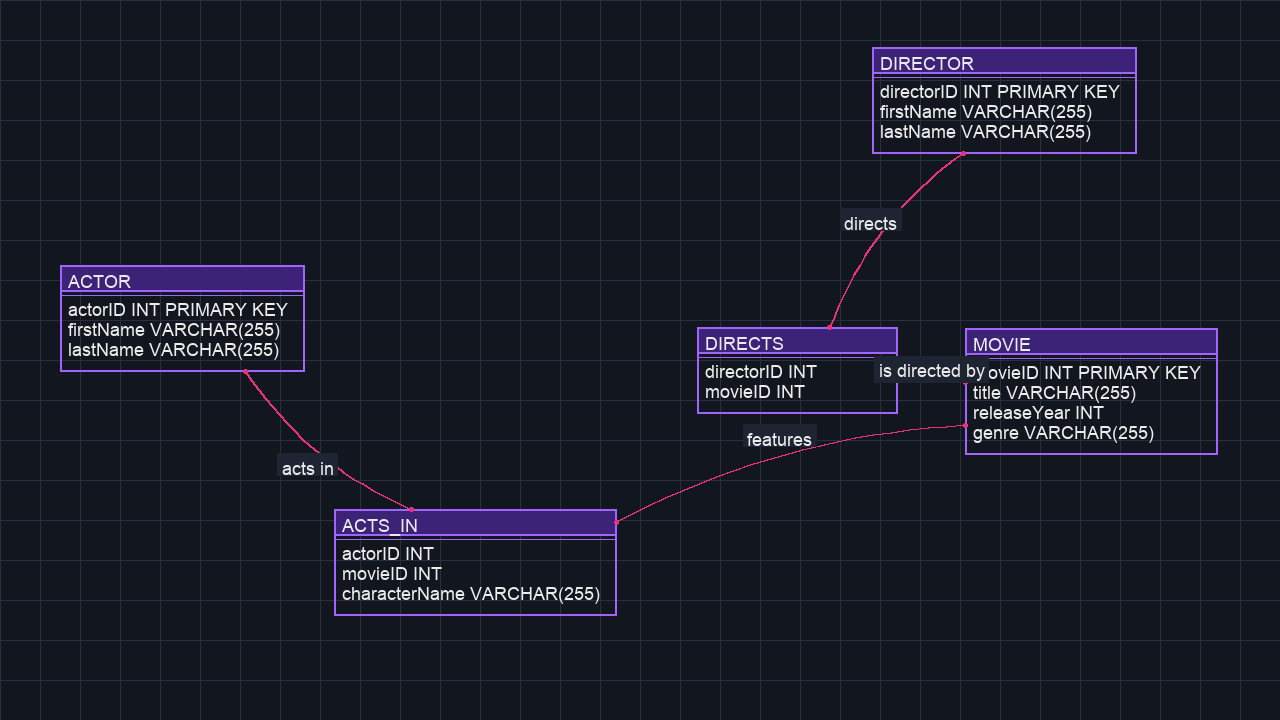 DIRECTOR
directorID INT PRIMARY KEY
firstName VARCHAR(255)
lastName VARCHAR(255)
directs
ACTOR
actorID INT PRIMARY KEY
firstName VARCHAR(255)
lastName VARCHAR(255)
DIRECTS
directorID INT
movieID INT
is directed by
MOVIE
ovieID INT PRIMARY KEY
title VARCHAR(255)
releaseYear INT
genre VARCHAR(255)
features
acts in
ACTS_IN
actorID INT
movieID INT
characterName VARCHAR(255)